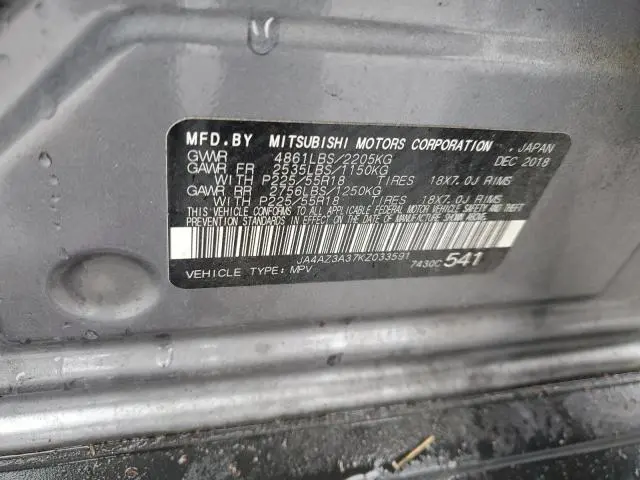 MFD.BY MITSUBISHI MOTORS CORPORATION , JAPAN
GVWR 4861LBS/2205KG DEC 2018
GAWR FR 2535LBS/1150KG
WITH P225/55R18 TIRES 18X7.0J RIMS
GAWR RR 2756LBS/1250KG
WITH P225/55R18 TIRES 18X7.0J RIMS
THIS VEHICLE CONFORMS TO ALL APPLICABLE FEDERAL MOTOR VEHICLE SAFETY AND THEFT
PREVENTION STANDARDS IN EFFECT ON THE DATE OF MANUFACTURE SHOWN ABOVE.
JA4AZ3A37KZ033591
VEHICLE TYPE: MPV 7430C 541